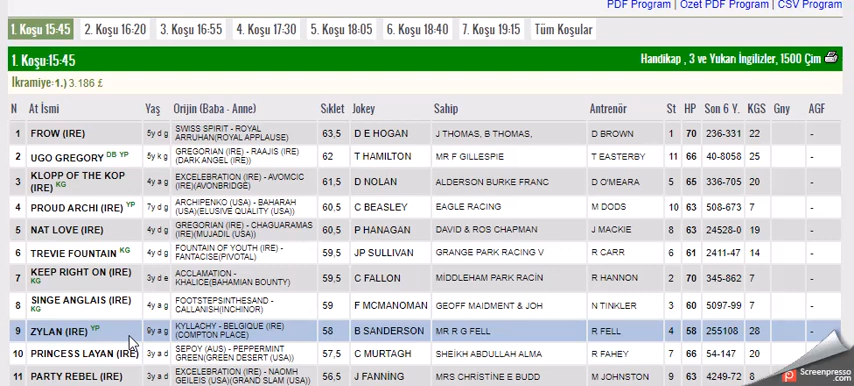 PDF Program | Ozet PDF Program | CSV Program
1. Koşu 15:45 2. Koşu 16:20 3. Koşu 16:55 4. Koşu 17:30 5. Koşu 18:05 6. Koşu 18:40 7. Koşu 19:15 Tüm Koşular
1. Koşu:15:45 Handikap , 3 ve Yukarı İngilizler, 1500 Çim
İkramiye: 1.) 3.186 £
N At İsmi Yaş Orijin (Baba - Anne) Sıklet Jokey Sahip Antrenör St HP Son 6 Y. KGS Gny AGF
1 FROW (IRE) 5y d g SWISS SPIRIT - ROYAL 63,5 D E HOGAN J THOMAS, B THOMAS, D BROWN 1 70 236-331 22 -
ARRUHAN(ROYAL APPLAUSE)
2 UGO GREGORY DB YP 5y k g GREGORIAN (IRE) - RAAJIS (IRE) 62 T HAMILTON MR F GILLESPIE T EASTERBY 11 66 40-8058 25 -
(DARK ANGEL (IRE))
3 KLOPP OF THE KOP 4y a g EXCELEBRATION (IRE) - AVOMCIC 61,5 D NOLAN ALDERSON BURKE FRANC D O'MEARA 5 65 336-705 20 -
(IRE) KG (IRE)(AVONBRIDGE)
4 PROUD ARCHI (IRE) YP 7y d g ARCHIPENKO (USA) - BAHARAH 60,5 C BEASLEY EAGLE RACING M DODS 10 63 508-673 7 -
(USA)(ELUSIVE QUALITY (USA))
5 NAT LOVE (IRE) 4y d g GREGORIAN (IRE) - CHAGUARAMAS 60,5 P HANAGAN DAVID & ROS CHAPMAN J MACKIE 8 63 24528-0 19 -
(IRE)(MUJADIL (USA))
6 TREVIE FOUNTAIN KG 4y d g FOUNTAIN OF YOUTH (IRE) - 59,5 JP SULLIVAN GRANGE PARK RACING V R CARR 6 61 2411-47 14 -
FANTACISE(PIVOTAL)
7 KEEP RIGHT ON (IRE) 3y d e ACCLAMATION - 59,5 C FALLON MİDDLEHAM PARK RACİN R HANNON 2 70 345-862 7 -
KG KHALICE(BAHAMIAN BOUNTY)
8 SINGE ANGLAIS (IRE) 4y a g FOOTSTEPSINTHESAND - 59 F MCMANOMAN GEOFF MAIDMENT & JOH N TINKLER 3 60 5097-99 7 -
KG CALLANISH(INCHINOR)
9 ZYLAN (IRE) YP 9y a g KYLLACHY - BELGIQUE (IRE) 58 B SANDERSON MR R G FELL R FELL 4 58 255108 28 -
(COMPTON PLACE)
10 PRINCESS LAYAN (IRE) 3y a d SEPOY (AUS) - PEPPERMINT 57,5 C MURTAGH SHEİKH ABDULLAH ALMA R FAHEY 7 66 54-147 20
GREEN(GREEN DESERT (USA))
11 PARTY REBEL (IRE) 3y a d EXCELEBRATION (IRE) - NAOMH 56,5 J FANNING MRS CHRİSTİNE E BUDD M JOHNSTON 9 63 4249-72 8
GEILEIS (USA)(GRAND SLAM (USA))
Screenpresso